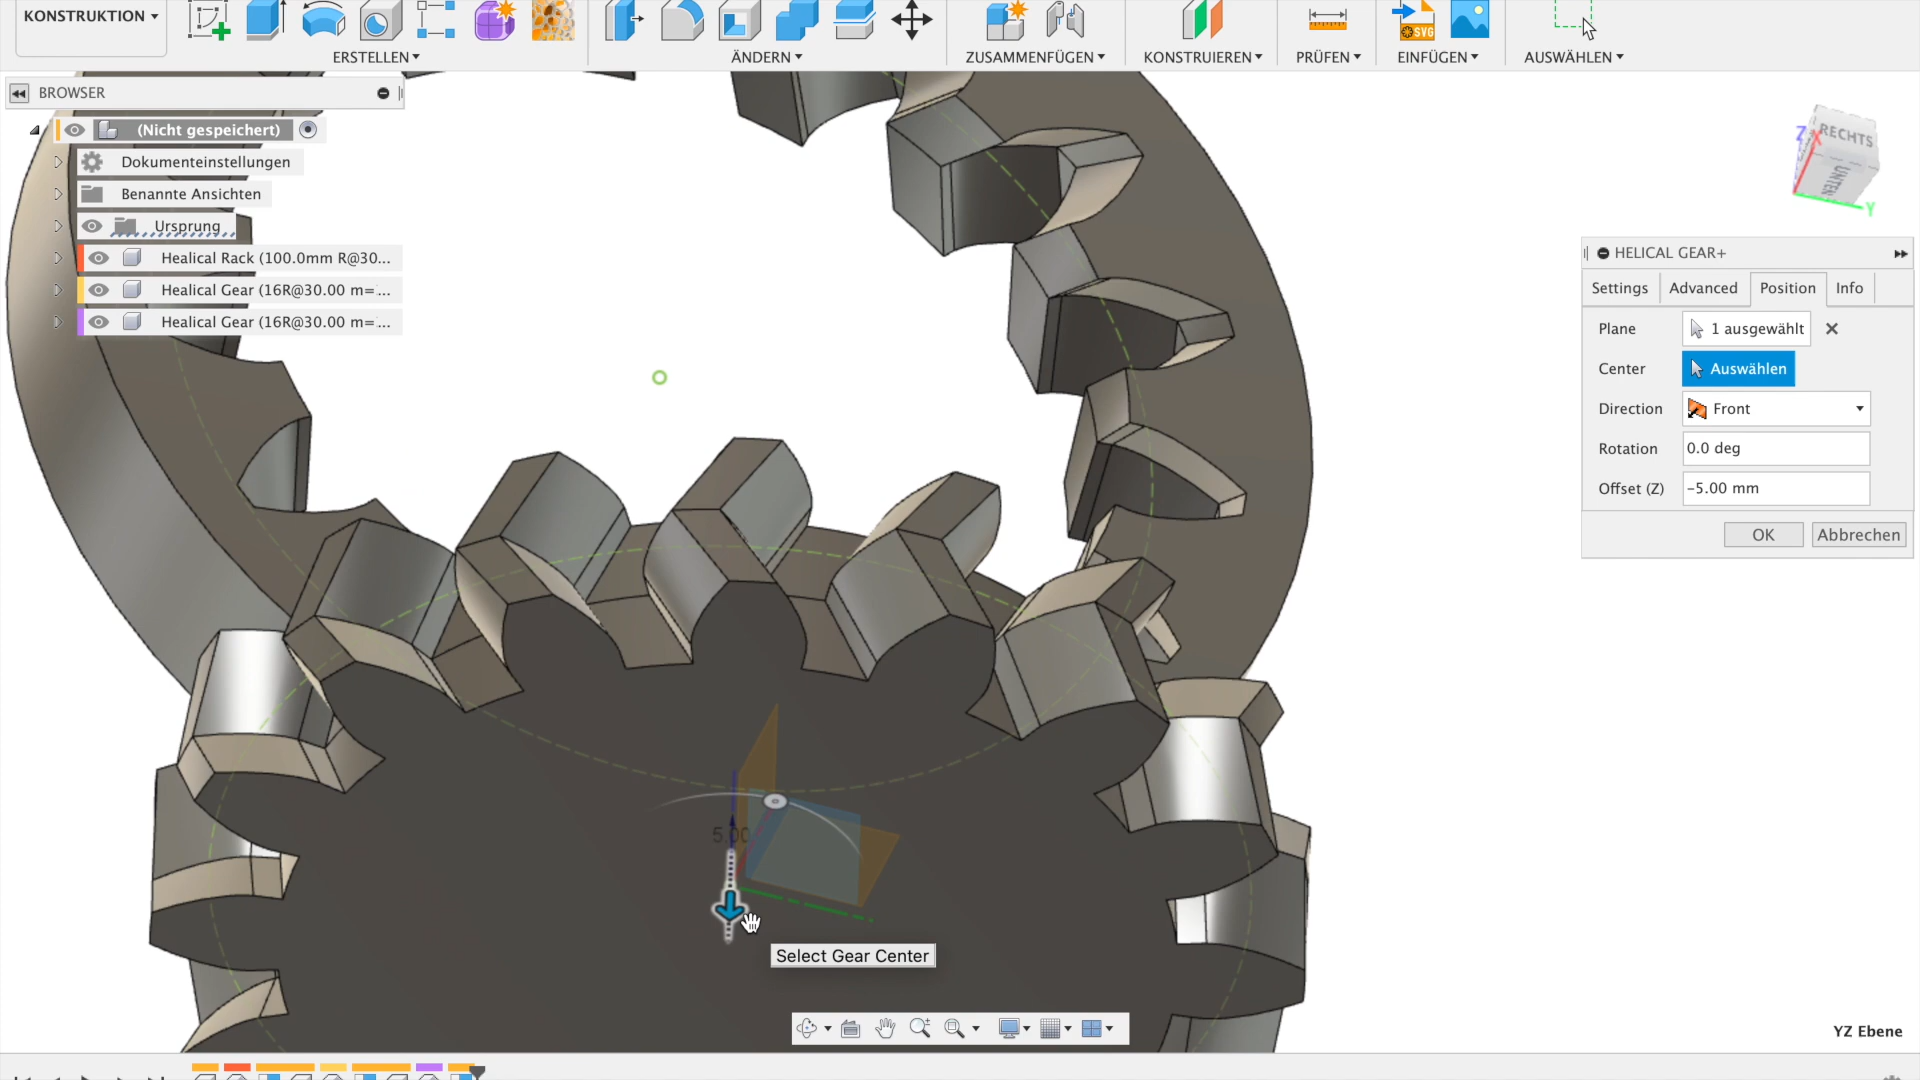 KONSTRUKTION
ERSTELLEN
ÄNDERN
ZUSAMMENFÜGEN
KONSTRUIEREN
PRÜFEN
SVG
EINFÜGEN
AUSWÄHLEN
BROWSER
(Nicht gespeichert)
Dokumenteinstellungen
Benannte Ansichten
Ursprung
Healical Rack (100.0mm R@30...
Healical Gear (16R@30.00 m=...
Healical Gear (16R@30.00 m=...
Z
X
RECHTS
UNTEN
Y
HELICAL GEAR+
Settings
Advanced
Position
Info
Plane
1 ausgewählt
Center
Auswählen
Direction
Front
Rotation
0.0 deg
Offset (Z)
-5.00 mm
OK
Abbrechen
5.00
Select Gear Center
YZ Ebene